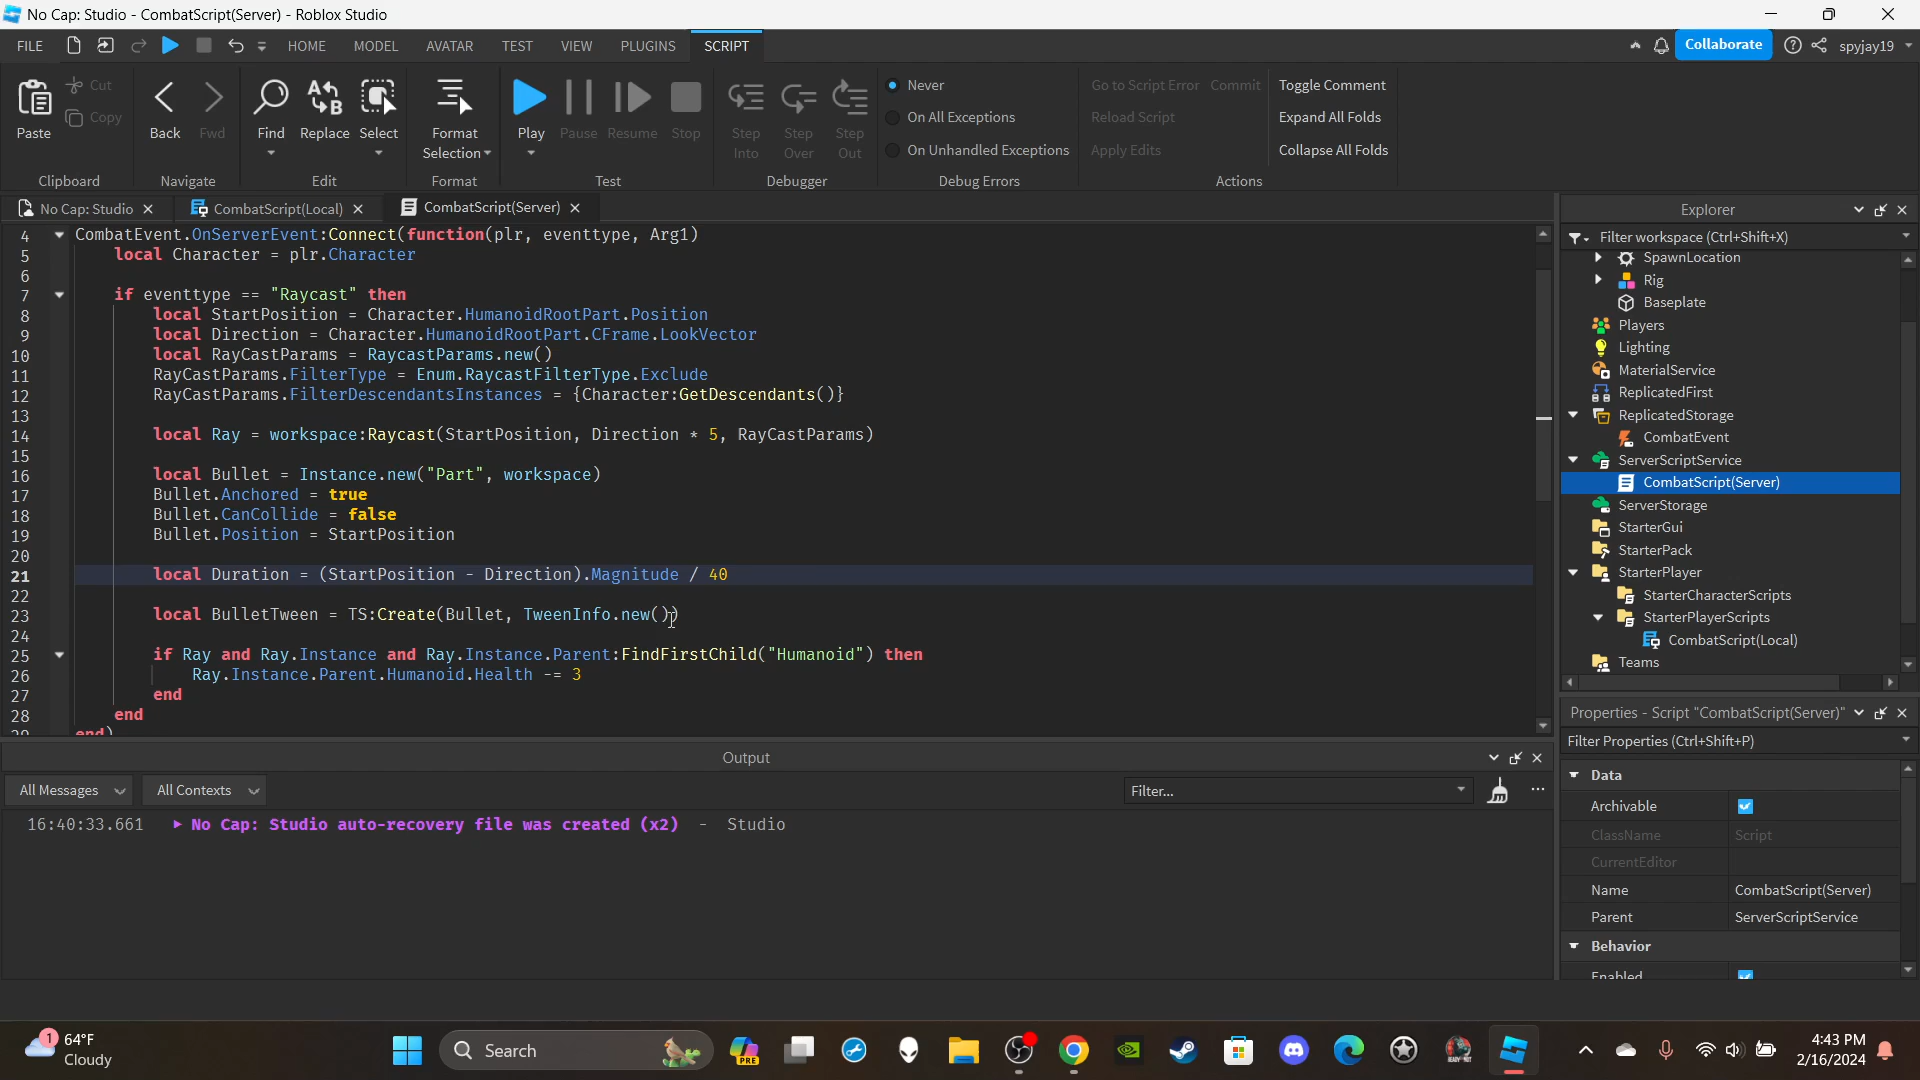 No Cap: Studio - CombatScript(Server) - Roblox Studio
FILE HOME MODEL AVATAR TEST VIEW PLUGINS SCRIPT Collaborate spyjay19
Paste Cut Copy Back Fwd Find Replace Select Format Selection Play Pause Resume Stop Step Into Step Over Step Out
Never
On All Exceptions
On Unhandled Exceptions
Go to Script Error Commit
Reload Script
Apply Edits
Toggle Comment
Expand All Folds
Collapse All Folds
Clipboard Navigate Edit Format Test Debugger Debug Errors Actions
No Cap: Studio CombatScript(Local) CombatScript(Server)
4 CombatEvent.OnServerEvent:Connect(function(plr, eventtype, Arg1)
5 local Character = plr.Character
6
7 if eventtype == "Raycast" then
8 local StartPosition = Character.HumanoidRootPart.Position
9 local Direction = Character.HumanoidRootPart.CFrame.LookVector
10 local RayCastParams = RaycastParams.new()
11 RayCastParams.FilterType = Enum.RaycastFilterType.Exclude
12 RayCastParams.FilterDescendantsInstances = {Character:GetDescendants()}
13
14 local Ray = workspace:Raycast(StartPosition, Direction * 5, RayCastParams)
15
16 local Bullet = Instance.new("Part", workspace)
17 Bullet.Anchored = true
18 Bullet.CanCollide = false
19 Bullet.Position = StartPosition
20
21 local Duration = (StartPosition - Direction).Magnitude / 40
22
23 local BulletTween = TS:Create(Bullet, TweenInfo.new())
24
25 if Ray and Ray.Instance and Ray.Instance.Parent:FindFirstChild("Humanoid") then
26 Ray.Instance.Parent.Humanoid.Health -= 3
27 end
28 end
29 end)
Output
All Messages All Contexts Filter...
16:40:33.661 No Cap: Studio auto-recovery file was created (x2) - Studio
Explorer
Filter workspace (Ctrl+Shift+X)
SpawnLocation
Rig
Baseplate
Players
Lighting
MaterialService
ReplicatedFirst
ReplicatedStorage
CombatEvent
ServerScriptService
CombatScript(Server)
ServerStorage
StarterGui
StarterPack
StarterPlayer
StarterCharacterScripts
StarterPlayerScripts
CombatScript(Local)
Teams
Properties - Script "CombatScript(Server)"
Filter Properties (Ctrl+Shift+P)
Data
Archivable
ClassName Script
CurrentEditor
Name CombatScript(Server)
Parent ServerScriptService
Behavior
Enabled
1 64°F
Cloudy
Search
PRE
4:43 PM
2/16/2024